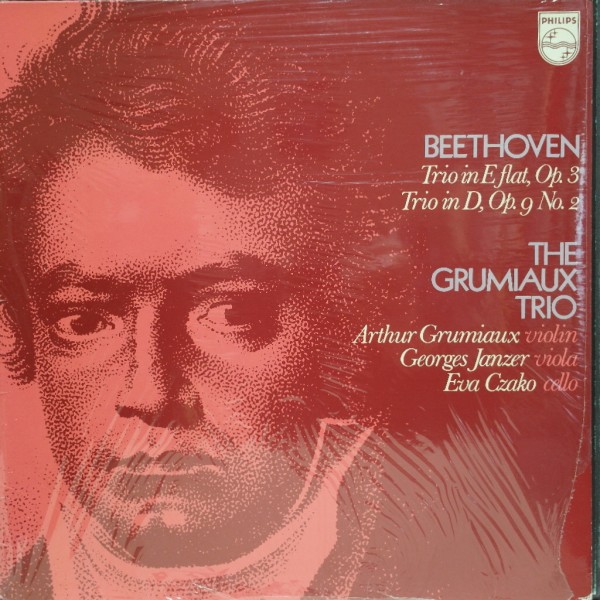 PHILIPS
BEETHOVEN
Trio in E flat, Op. 3
Trio in D, Op. 9 No. 2
THE
GRUMIAUX
TRIO
Arthur Grumiaux violin
Georges Janzer viola
Eva Czako cello